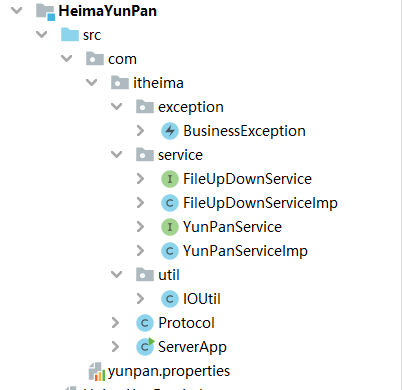 HeimaYunPan
src
com
itheima
exception
BusinessException
service
FileUpDownService
FileUpDownServiceImp
YunPanService
YunPanServiceImp
util
IOUtil
Protocol
ServerApp
yunpan.properties